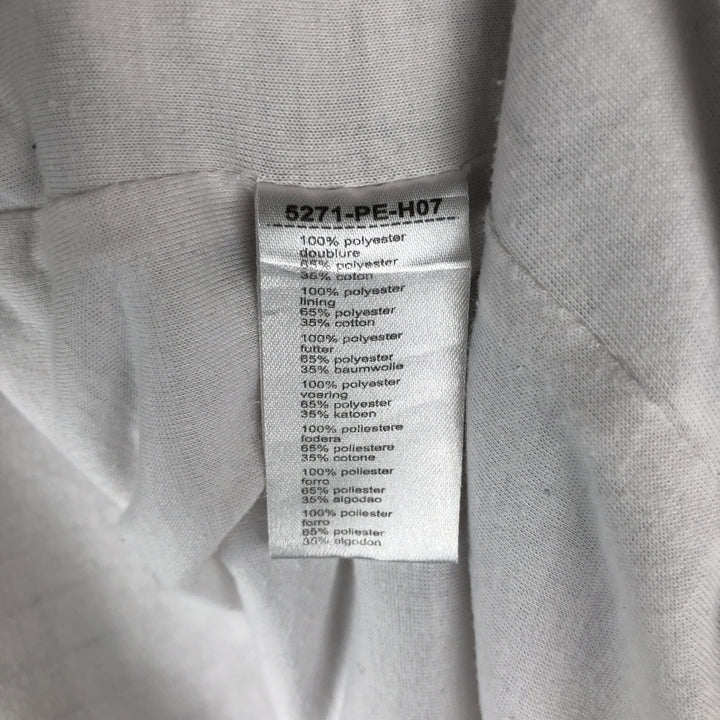 5271-PE-H07
100% polyester
doublure
65% polyester
35% coton
100% polyester
lining
65% polyester
35% cotton
100% polyester
futter
65% polyester
35% baumwolle
100% polyester
voering
65% polyester
35% katoen
100% poliestere
fodera
65% poliestere
35% cotone
100% poliester
forro
65% poliester
35% algodao
100% poliester
forro
65% poliester
35% algodon